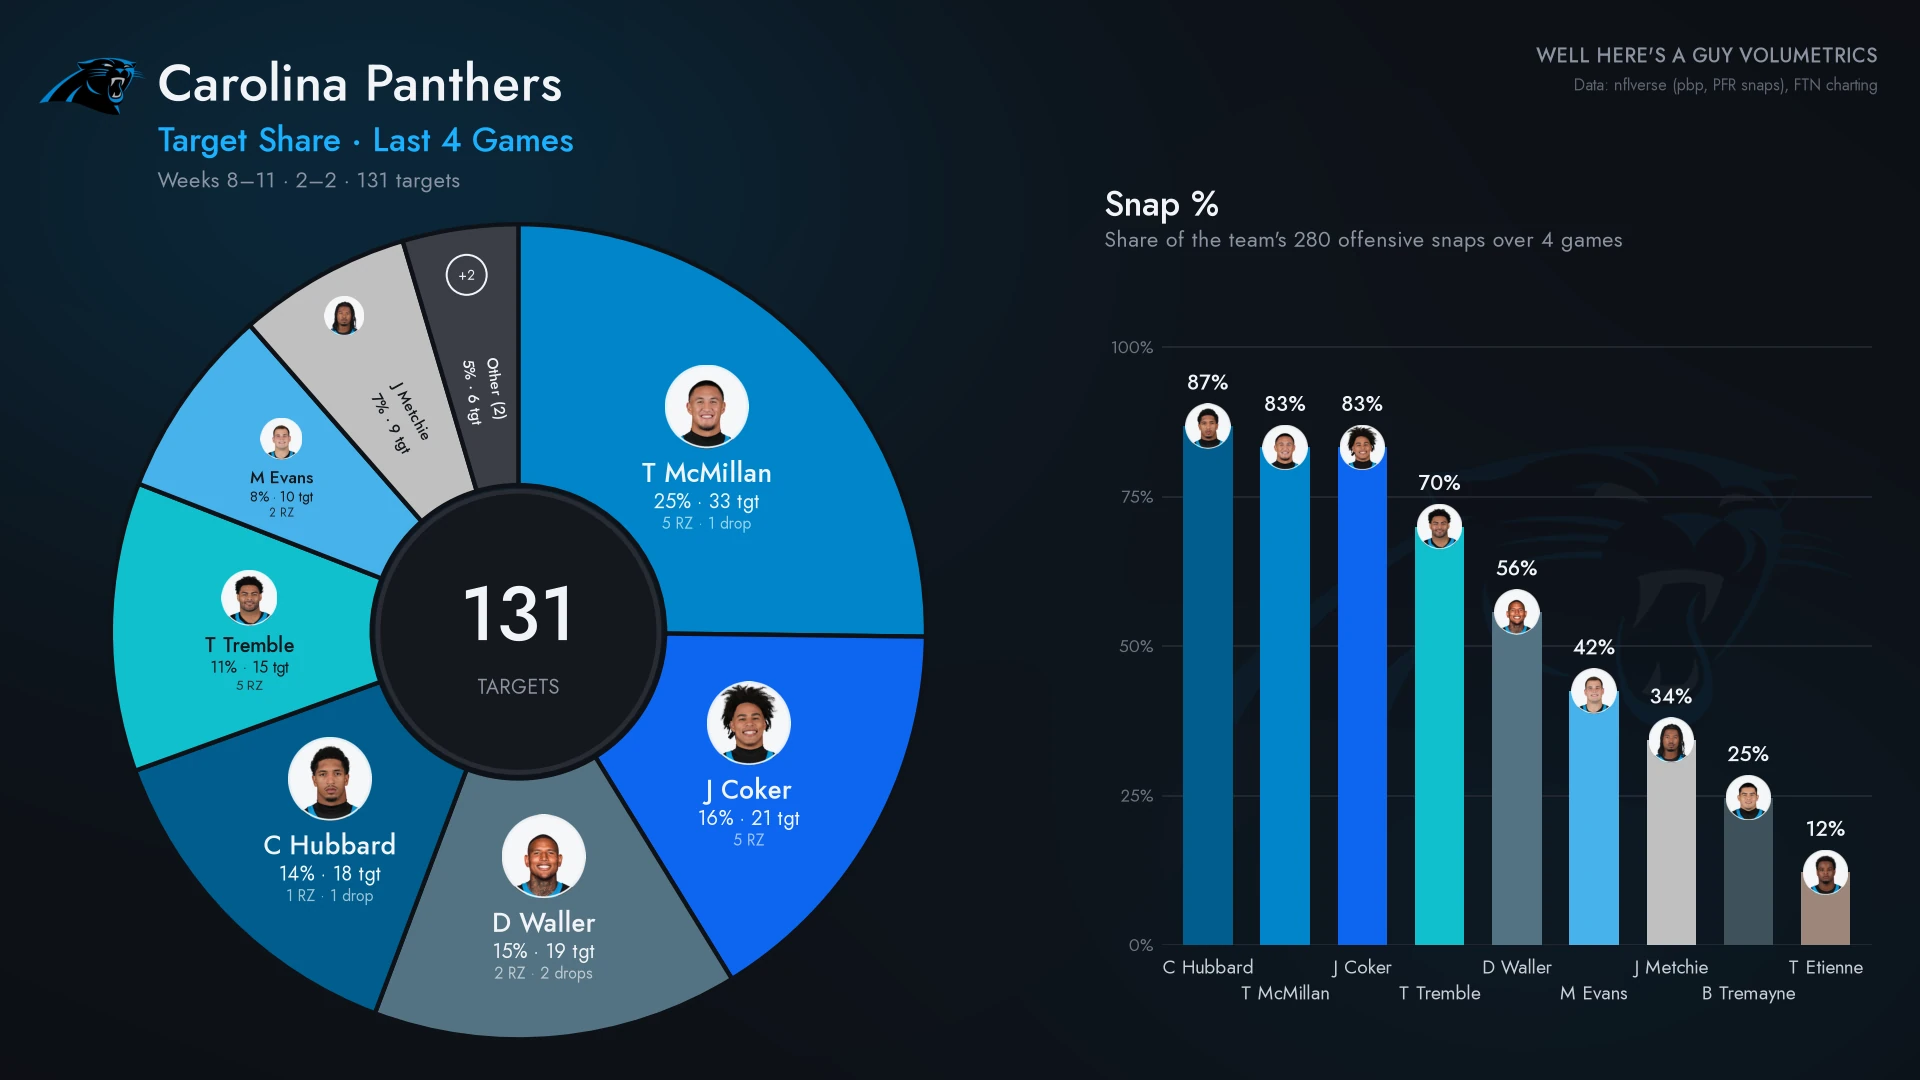 Carolina Panthers
Target Share · Last 4 Games
Weeks 8–11 · 2–2 · 131 targets
WELL HERE'S A GUY VOLUMETRICS
Data: nflverse (pbp, PFR snaps), FTN charting
+2
Other (2)
5% · 6 tgt
T McMillan
25% · 33 tgt
5 RZ · 1 drop
J Coker
16% · 21 tgt
5 RZ
D Waller
15% · 19 tgt
2 RZ · 2 drops
C Hubbard
14% · 18 tgt
1 RZ · 1 drop
T Tremble
11% · 15 tgt
5 RZ
M Evans
8% · 10 tgt
2 RZ
J Metchie
7% · 9 tgt
131
TARGETS
Snap %
Share of the team's 280 offensive snaps over 4 games
100%
75%
50%
25%
0%
87%
83%
83%
70%
56%
42%
34%
25%
12%
C Hubbard
T McMillan
J Coker
T Tremble
D Waller
M Evans
J Metchie
B Tremayne
T Etienne